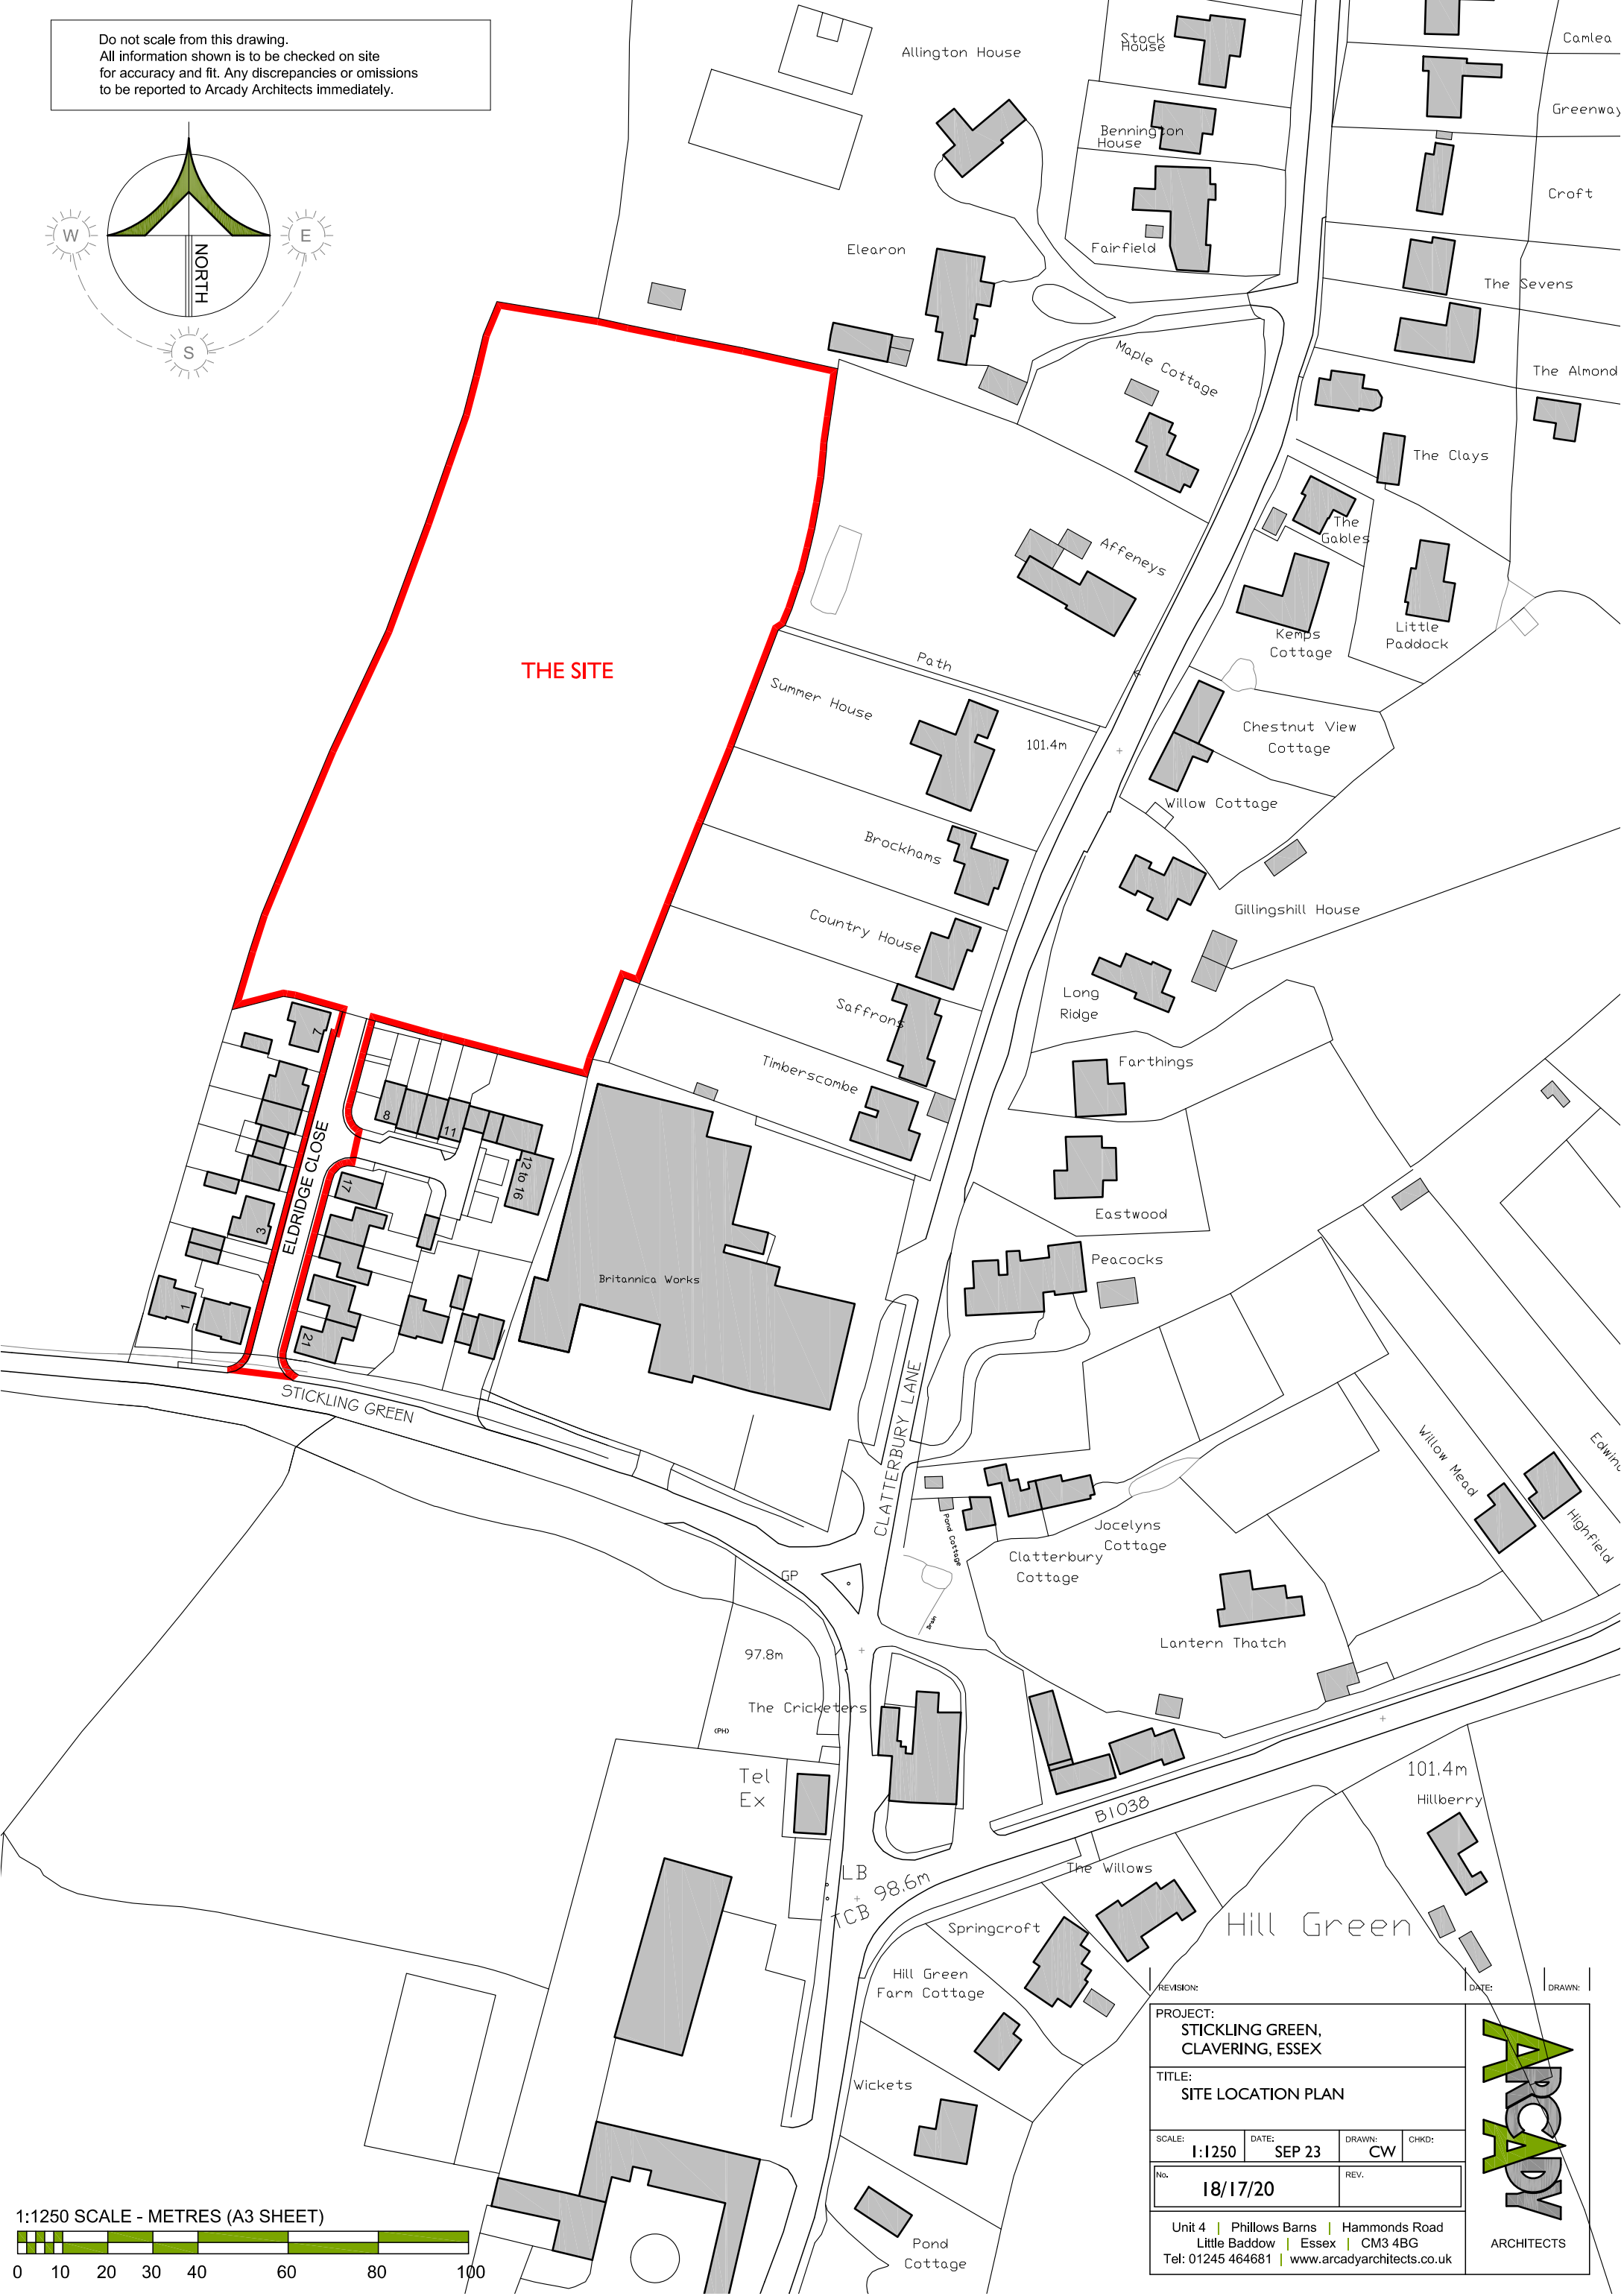 Do not scale from this drawing.
All information shown is to be checked on site
for accuracy and fit. Any discrepancies or omissions
to be reported to Arcady Architects immediately.
W
E
NORTH
S
Allington House
Stock
House
Camlea
Greenway
Bennington
House
Croft
Fairfield
Elearon
The Sevens
Maple Cottage
The Almond
The Clays
The
Gables
Affeneys
Kemps
Cottage
Little
Paddock
THE SITE
Path
Summer House
101.4m
Chestnut View
Cottage
Willow Cottage
Brockhams
Country House
Gillingshill House
Saffrons
Long
Ridge
Timberscombe
Farthings
7
8
11
12 to 16
17
3
1
21
ELDRIDGE CLOSE
Eastwood
Peacocks
Britannica Works
STICKLING GREEN
CLATTERBURY LANE
Willow Mead
Edwin
Highfield
Pond Cottage
Jocelyns
Cottage
Clatterbury
Cottage
GP
Drain
Lantern Thatch
97.8m
The Cricketers
(PH)
Tel
Ex
B1038
101.4m
Hillberry
LB
TCB
98.6m
The Willows
Springcroft
Hill Green
Hill Green
Farm Cottage
Wickets
Pond
Cottage
REVISION:
DATE:
DRAWN:
PROJECT:
STICKLING GREEN,
CLAVERING, ESSEX
TITLE:
SITE LOCATION PLAN
SCALE:
1:1250
DATE:
SEP 23
DRAWN:
CW
CHKD:
No.
18/17/20
REV.
Unit 4 | Phillows Barns | Hammonds Road
Little Baddow | Essex | CM3 4BG
Tel: 01245 464681 | www.arcadyarchitects.co.uk
ARCADY
ARCHITECTS
1:1250 SCALE - METRES (A3 SHEET)
0 10 20 30 40 60 80 100